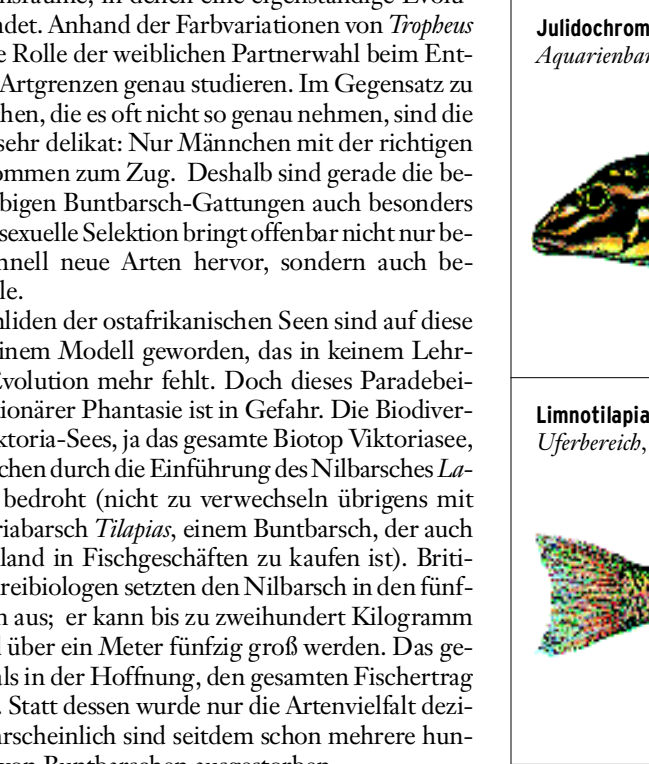 ndet. Anhand der Farbvariationen von Tropheus
e Rolle der weiblichen Partnerwahl beim Ent-
Artgrenzen genau studieren. Im Gegensatz zu
hen, die es oft nicht so genau nehmen, sind die
sehr delikat: Nur Männchen mit der richtigen
ommen zum Zug. Deshalb sind gerade die be-
bigen Buntbarsch-Gattungen auch besonders
sexuelle Selektion bringt offenbar nicht nur be-
hnell neue Arten hervor, sondern auch be-
le.
hliden der ostafrikanischen Seen sind auf diese
inem Modell geworden, das in keinem Lehr-
Evolution mehr fehlt. Doch dieses Paradebei-
ionärer Phantasie ist in Gefahr. Die Biodiver-
ktoria-Sees, ja das gesamte Biotop Viktoriasee,
chen durch die Einführung des Nilbarsches La-
bedroht (nicht zu verwechseln übrigens mit
riabarsch Tilapias, einem Buntbarsch, der auch
land in Fischgeschäften zu kaufen ist). Briti-
reibiologen setzten den Nilbarsch in den fünf-
n aus; er kann bis zu zweihundert Kilogramm
l über ein Meter fünfzig groß werden. Das ge-
ls in der Hoffnung, den gesamten Fischertrag
. Statt dessen wurde nur die Artenvielfalt dezi-
hrscheinlich sind seitdem schon mehrere hun-
von Buntbarschen ausgestorben.
Julidochrom
Aquarienbar
Limnotilapia
Uferbereich,